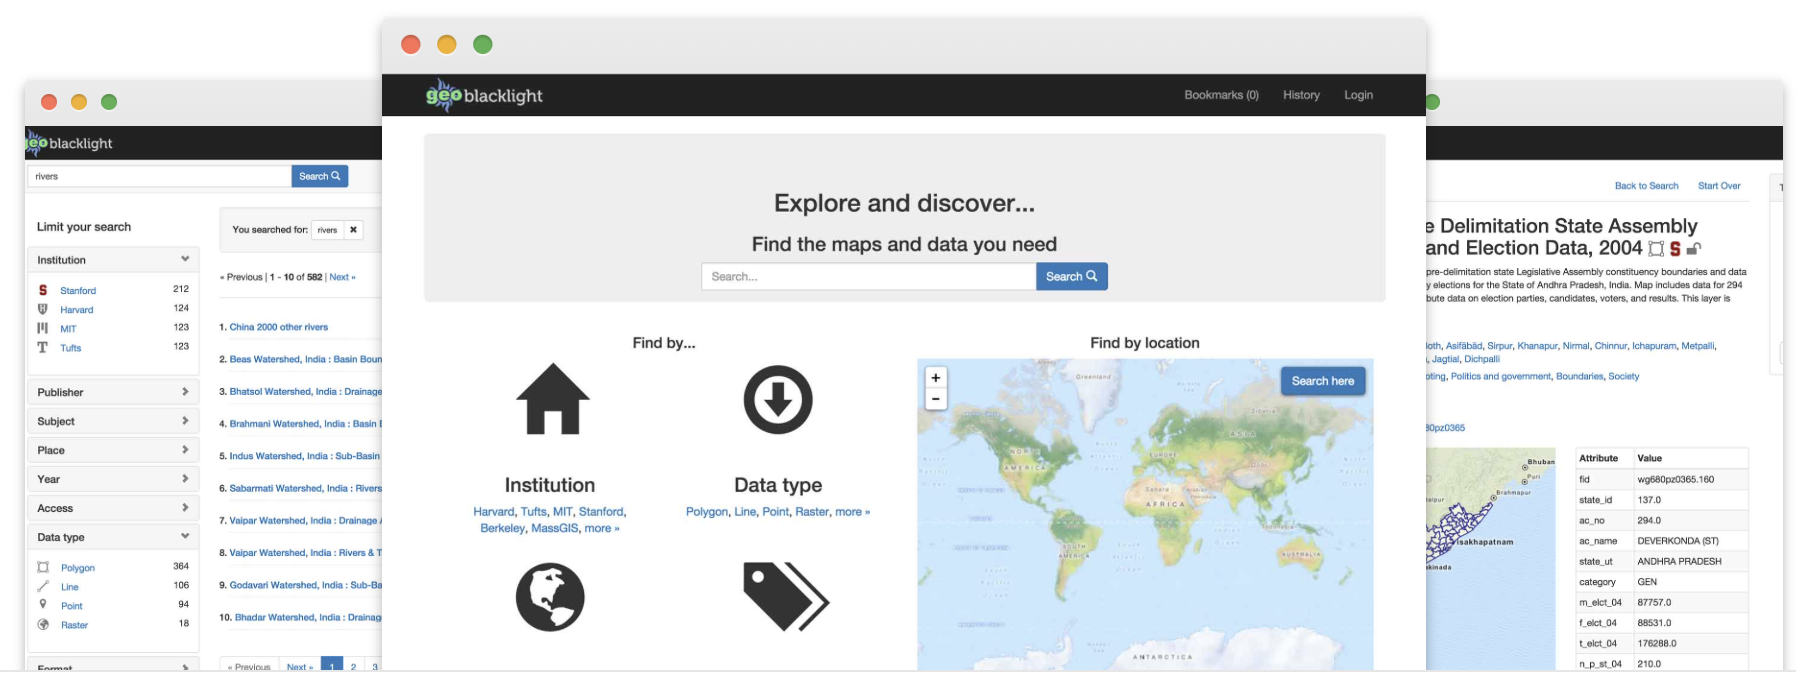 geoblacklight
rivers
Search
Limit your search
Institution
Stanford 212
Harvard 124
MIT 123
Tufts 123
Publisher
Subject
Place
Year
Access
Data type
Polygon 364
Line 106
Point 94
Raster 18
Format
You searched for: rivers ✖
« Previous | 1 - 10 of 582 | Next »
1. China 2000 other rivers
2. Beas Watershed, India : Basin Boun
3. Bhatsol Watershed, India : Drainage
4. Brahmani Watershed, India : Basin
5. Indus Watershed, India : Sub-Basin
6. Sabarmati Watershed, India : Rivers
7. Vaipar Watershed, India : Drainage
8. Vaipar Watershed, India : Rivers & T
9. Godavari Watershed, India : Sub-Ba
10. Bhadar Watershed, India : Drainag
« Previous Next » 1 2 3
geoblacklight
Bookmarks (0) History Login
Explore and discover...
Find the maps and data you need
Search... Search
Find by...
Institution
Harvard, Tufts, MIT, Stanford,
Berkeley, MassGIS, more »
Data type
Polygon, Line, Point, Raster, more »
Find by location
+
-
Search here
Greenland
NORTH
AMERICA
EUROPE
ASIA
Sahara
AFRICA
SOUTH
AMERICA
AUSTRALIA
ANTARCTICA
Back to Search Start Over
e Delimitation State Assembly
and Election Data, 2004
pre-delimitation state Legislative Assembly constituency boundaries and data
y elections for the State of Andhra Pradesh, India. Map includes data for 294
bute data on election parties, candidates, voters, and results. This layer is
loth, Asifābād, Sirpur, Khanapur, Nirmal, Chinnur, Ichapuram, Metpalli,
, Jagtial, Dichpalli
oting, Politics and government, Boundaries, Society
80pz0365
Bhuban
Puri
Brahmapur
isakhapatnam
kinada
Attribute Value
fid wg680pz0365.160
state_id 137.0
ac_no 294.0
ac_name DEVERKONDA (ST)
state_ut ANDHRA PRADESH
category GEN
m_elct_04 87757.0
f_elct_04 88531.0
t_elct_04 176288.0
n_p_st_04 210.0